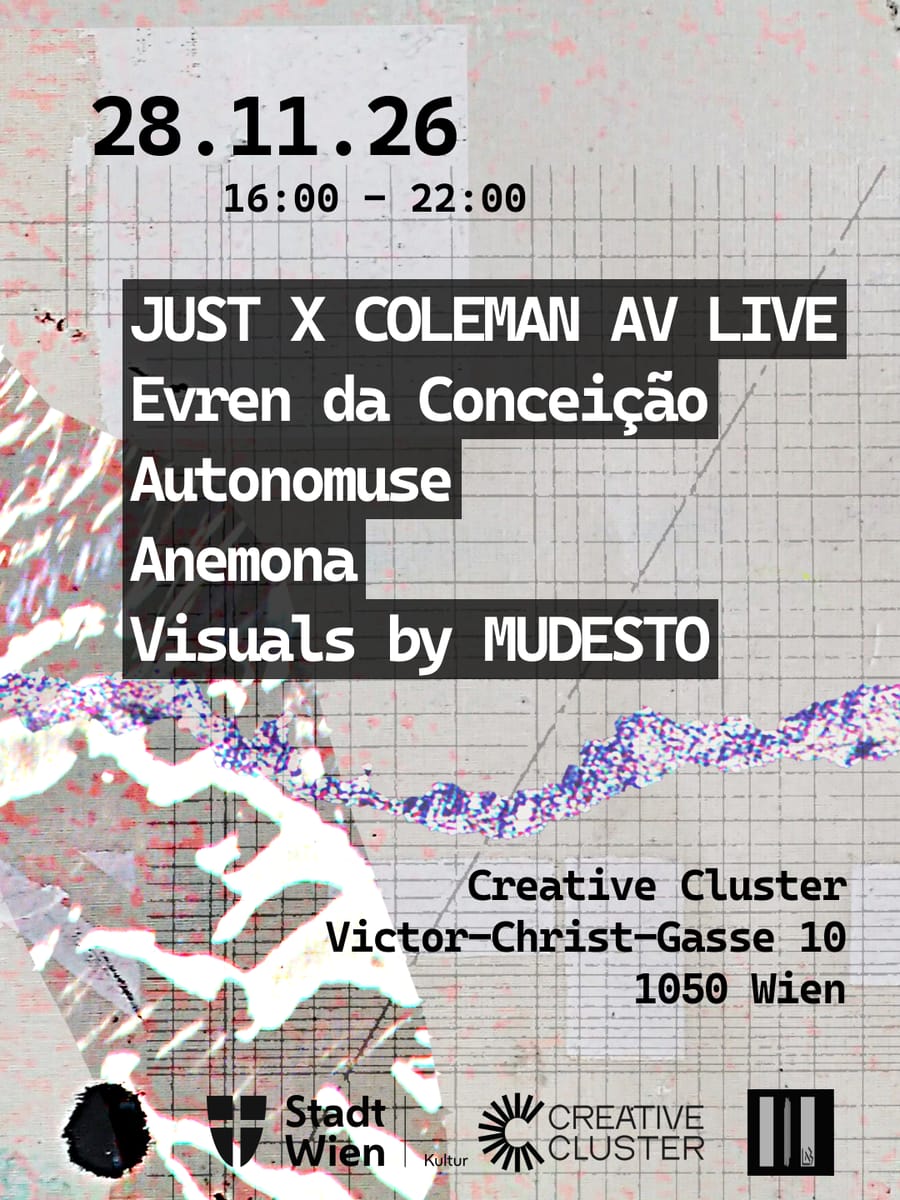 28.11.26
16:00 – 22:00
JUST X COLEMAN AV LIVE
Evren da Conceição
Autonomuse
Anemona
Visuals by MUDESTO
Creative Cluster
Victor-Christ-Gasse 10
1050 Wien
Stadt
Wien
Kultur
CREATIVE
CLUSTER